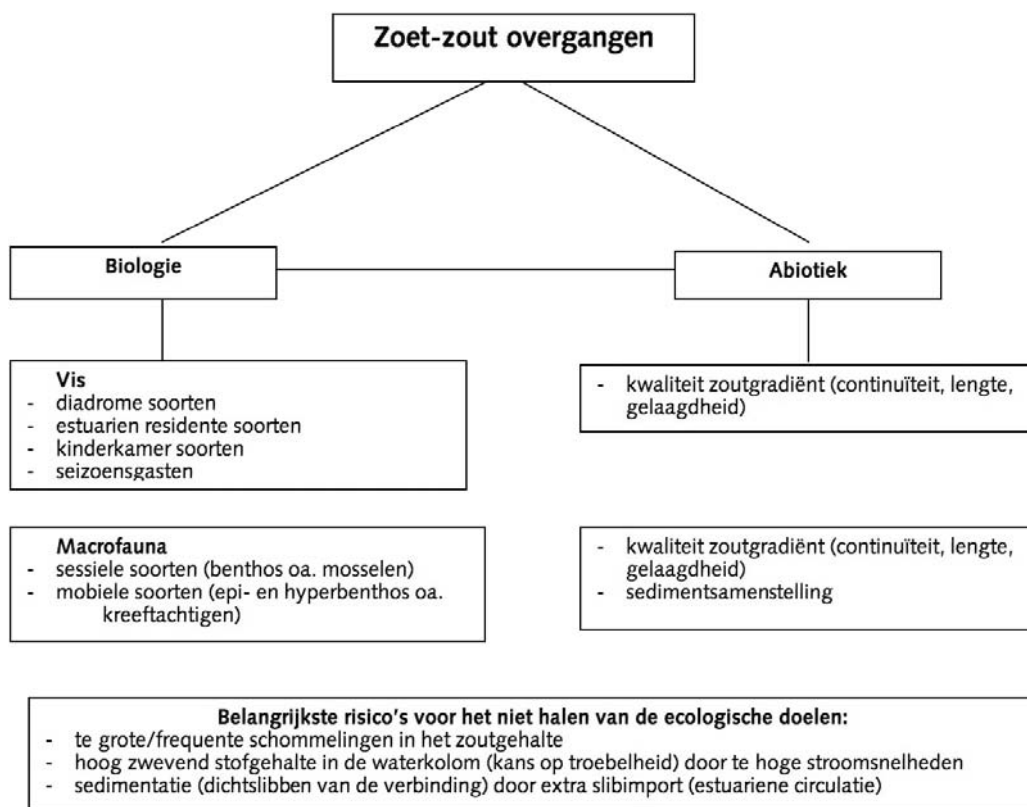 Zoet-zout overgangen
Biologie
Abiotiek
Vis
- diadrome soorten
- estuarien residente soorten
- kinderkamer soorten
- seizoensgasten
- kwaliteit zoutgradiënt (continuïteit, lengte,
gelaagdheid)
Macrofauna
- sessiele soorten (benthos oa. mosselen)
- mobiele soorten (epi- en hyperbenthos oa.
kreeftachtigen)
- kwaliteit zoutgradiënt (continuïteit, lengte,
gelaagdheid)
- sedimentsamenstelling
Belangrijkste risico's voor het niet halen van de ecologische doelen:
- te grote/frequente schommelingen in het zoutgehalte
- hoog zwevend stofgehalte in de waterkolom (kans op troebelheid) door te hoge stroomsnelheden
- sedimentatie (dichtslibben van de verbinding) door extra slibimport (estuariene circulatie)